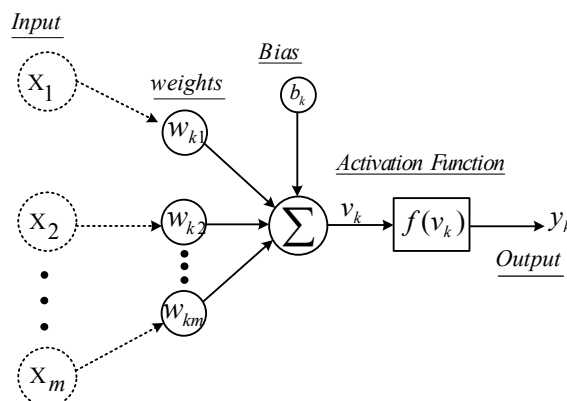 Input
X1
weights
Bias
b_k
w_k1
Activation Function
X2
w_k2
Σ
v_k
f(v_k)
y_k
Output
w_km
X_m